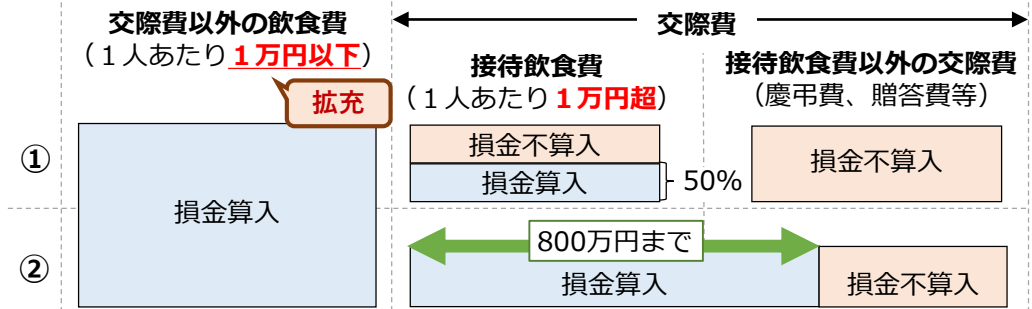 交際費以外の飲食費
（１人あたり１万円以下）
拡充
交際費
接待飲食費
（１人あたり１万円超）
接待飲食費以外の交際費
（慶弔費、贈答費等）
①
損金算入
損金不算入
損金算入
50%
損金不算入
②
800万円まで
損金算入
損金不算入